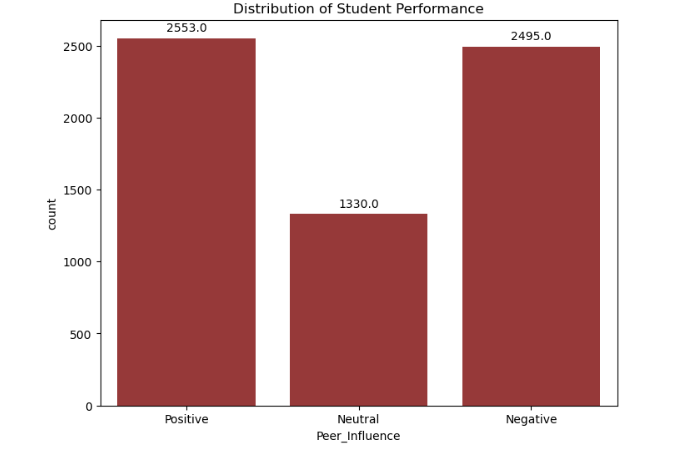 Distribution of Student Performance
2553.0
1330.0
2495.0
2500
2000
1500
1000
500
0
count
Positive
Neutral
Negative
Peer_Influence